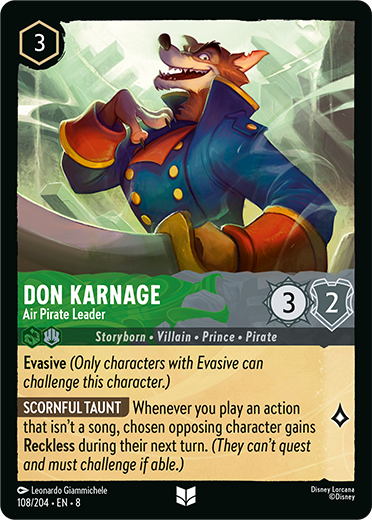 3
DON KARNAGE
Air Pirate Leader
3
2
Storyborn • Villain • Prince • Pirate
Evasive (Only characters with Evasive can
challenge this character.)
SCORNFUL TAUNT Whenever you play an action
that isn't a song, chosen opposing character gains
Reckless during their next turn. (They can't quest
and must challenge if able.)
Leonardo Giammichele
108/204 • EN • 8
Disney Lorcana
©Disney